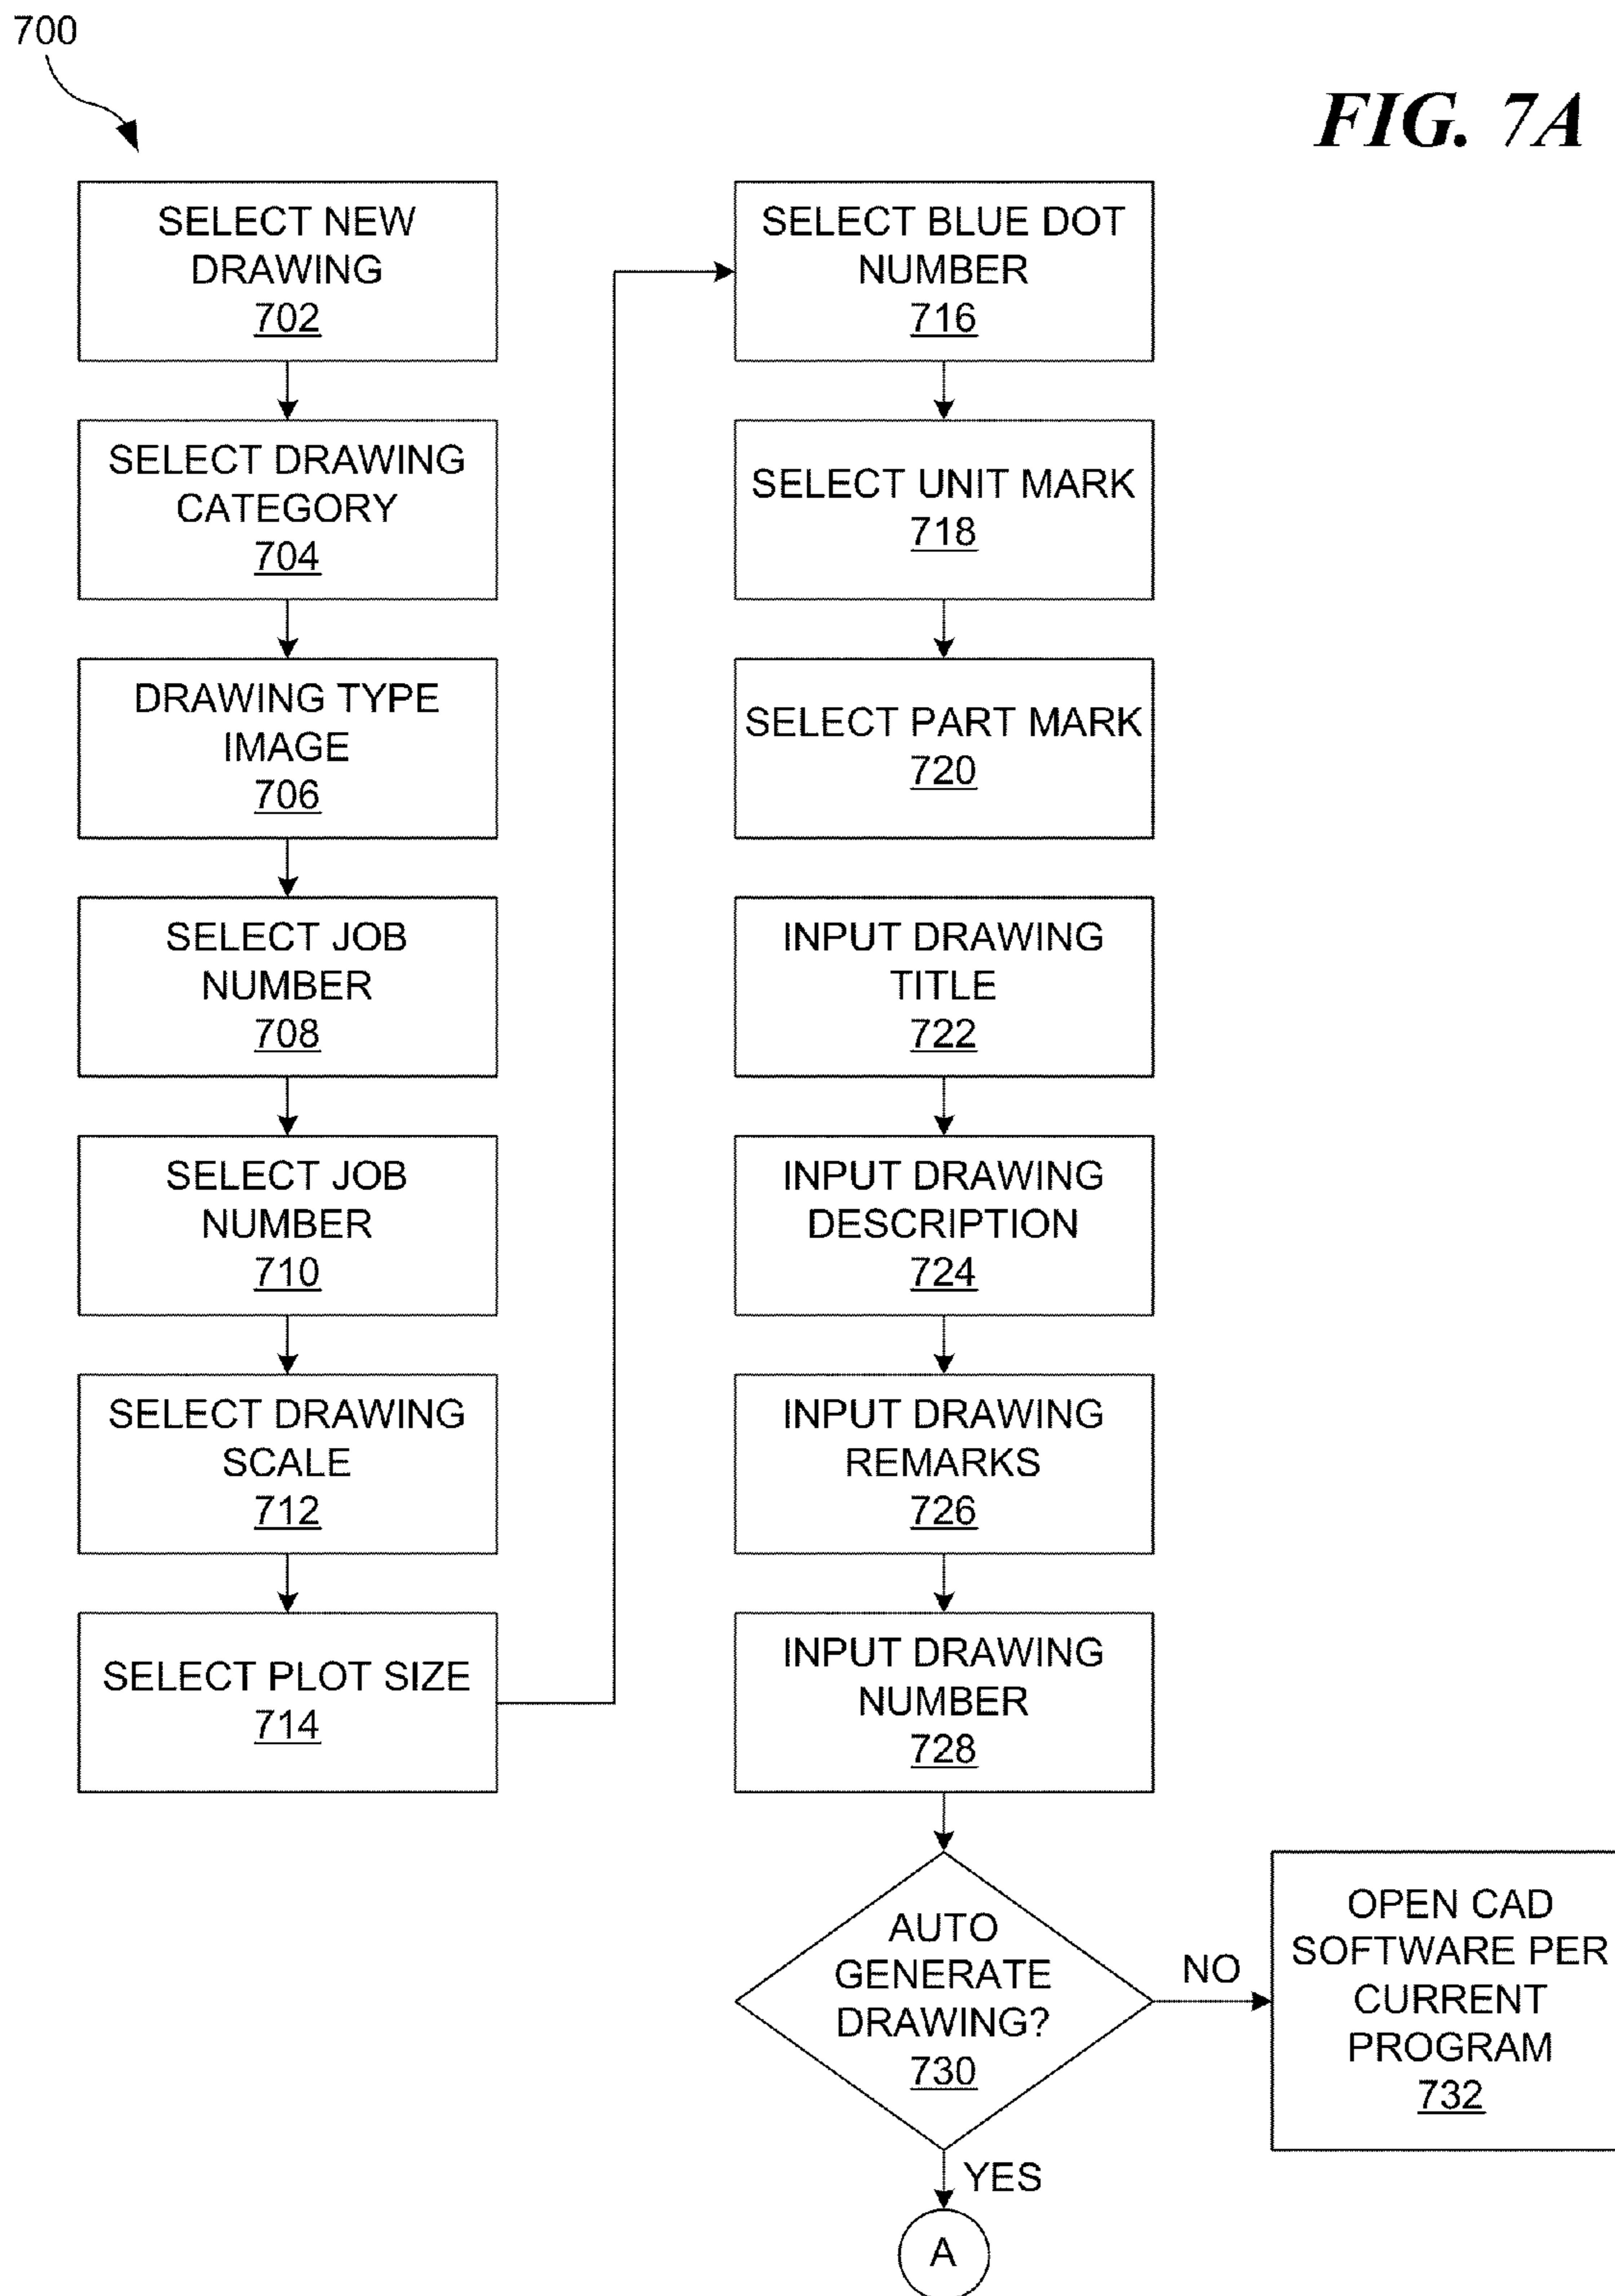 700
FIG. 7A
SELECT NEW
DRAWING
702
SELECT DRAWING
CATEGORY
704
DRAWING TYPE
IMAGE
706
SELECT JOB
NUMBER
708
SELECT JOB
NUMBER
710
SELECT DRAWING
SCALE
712
SELECT PLOT SIZE
714
SELECT BLUE DOT
NUMBER
716
SELECT UNIT MARK
718
SELECT PART MARK
720
INPUT DRAWING
TITLE
722
INPUT DRAWING
DESCRIPTION
724
INPUT DRAWING
REMARKS
726
INPUT DRAWING
NUMBER
728
AUTO
GENERATE
DRAWING?
730
NO
OPEN CAD
SOFTWARE PER
CURRENT
PROGRAM
732
YES
A